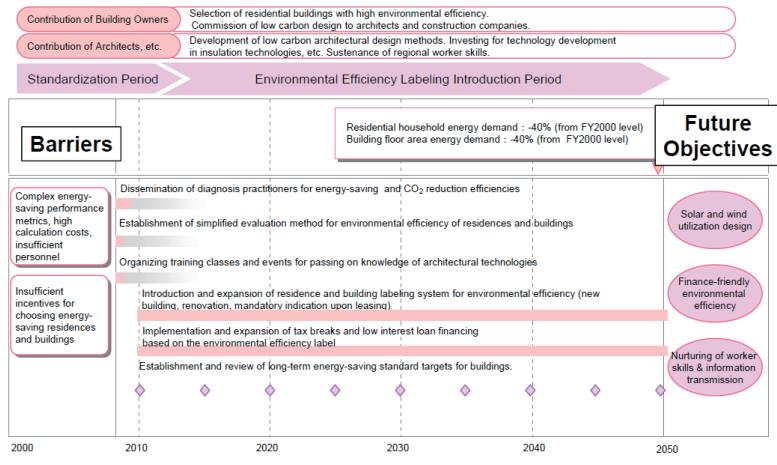 Contribution of Building Owners
Selection of residential buildings with high environmental efficiency.
Commission of low carbon design to architects and construction companies.
Contribution of Architects, etc.
Development of low carbon architectural design methods. Investing for technology development
in insulation technologies, etc. Sustenance of regional worker skills.
Standardization Period
Environmental Efficiency Labeling Introduction Period
Residential household energy demand : -40% (from FY2000 level)
Building floor area energy demand : -40% (from  FY2000 level)
Barriers
Future
Objectives
Complex energy-
saving performance
metrics, high
calculation costs,
insufficient
personnel
Insufficient
incentives for
choosing energy-
saving residences
and buildings
Dissemination of diagnosis practitioners for energy-saving  and CO₂ reduction efficiencies
Establishment of simplified evaluation method for environmental efficiency of residences and buildings
Organizing training classes and events for passing on knowledge of architectural technologies
Introduction and expansion of residence and building labeling system for environmental efficiency (new
building, renovation, mandatory indication upon leasing)
Implementation and expansion of tax breaks and low interest loan financing
based on the environmental efficiency label
Establishment and review of long-term energy-saving standard targets for buildings.
Solar and wind
utilization design
Finance-friendly
environmental
efficiency
Nurturing of worker
skills & information
transmission
2000
2010
2020
2030
2040
2050